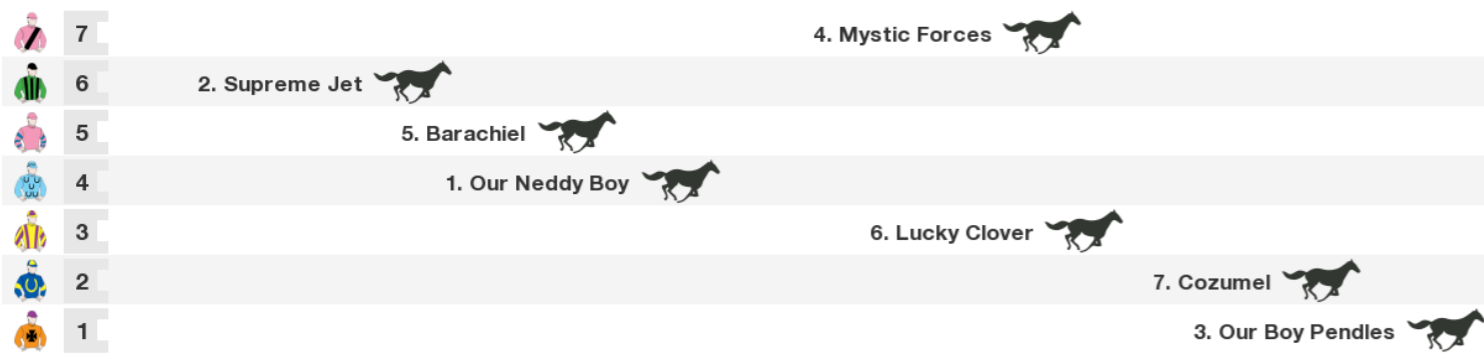 7 4. Mystic Forces
6 2. Supreme Jet
5 5. Barachiel
4 1. Our Neddy Boy
3 6. Lucky Clover
2 7. Cozumel
1 3. Our Boy Pendles